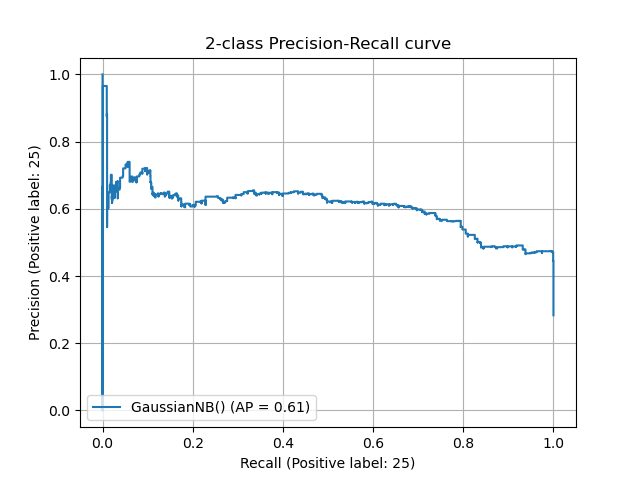 2-class Precision-Recall curve
1.0
0.8
0.6
0.4
0.2
0.0
Precision (Positive label: 25)
GaussianNB() (AP = 0.61)
0.0 0.2 0.4 0.6 0.8 1.0
Recall (Positive label: 25)